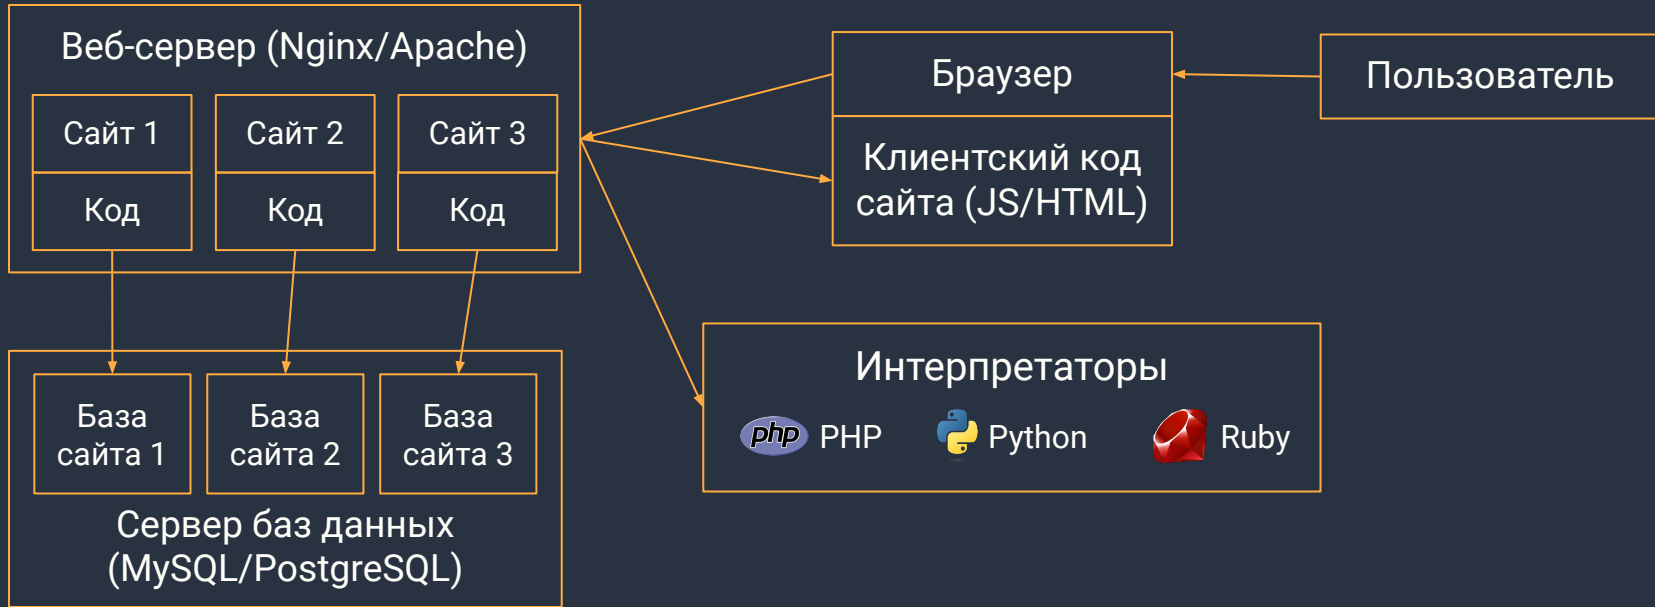 Веб-сервер (Nginx/Apache)
Сайт 1
Код
Сайт 2
Код
Сайт 3
Код
Браузер
Клиентский код
сайта (JS/HTML)
Пользователь
База
сайта 1
База
сайта 2
База
сайта 3
Сервер баз данных
(MySQL/PostgreSQL)
Интерпретаторы
php PHP
Python
Ruby